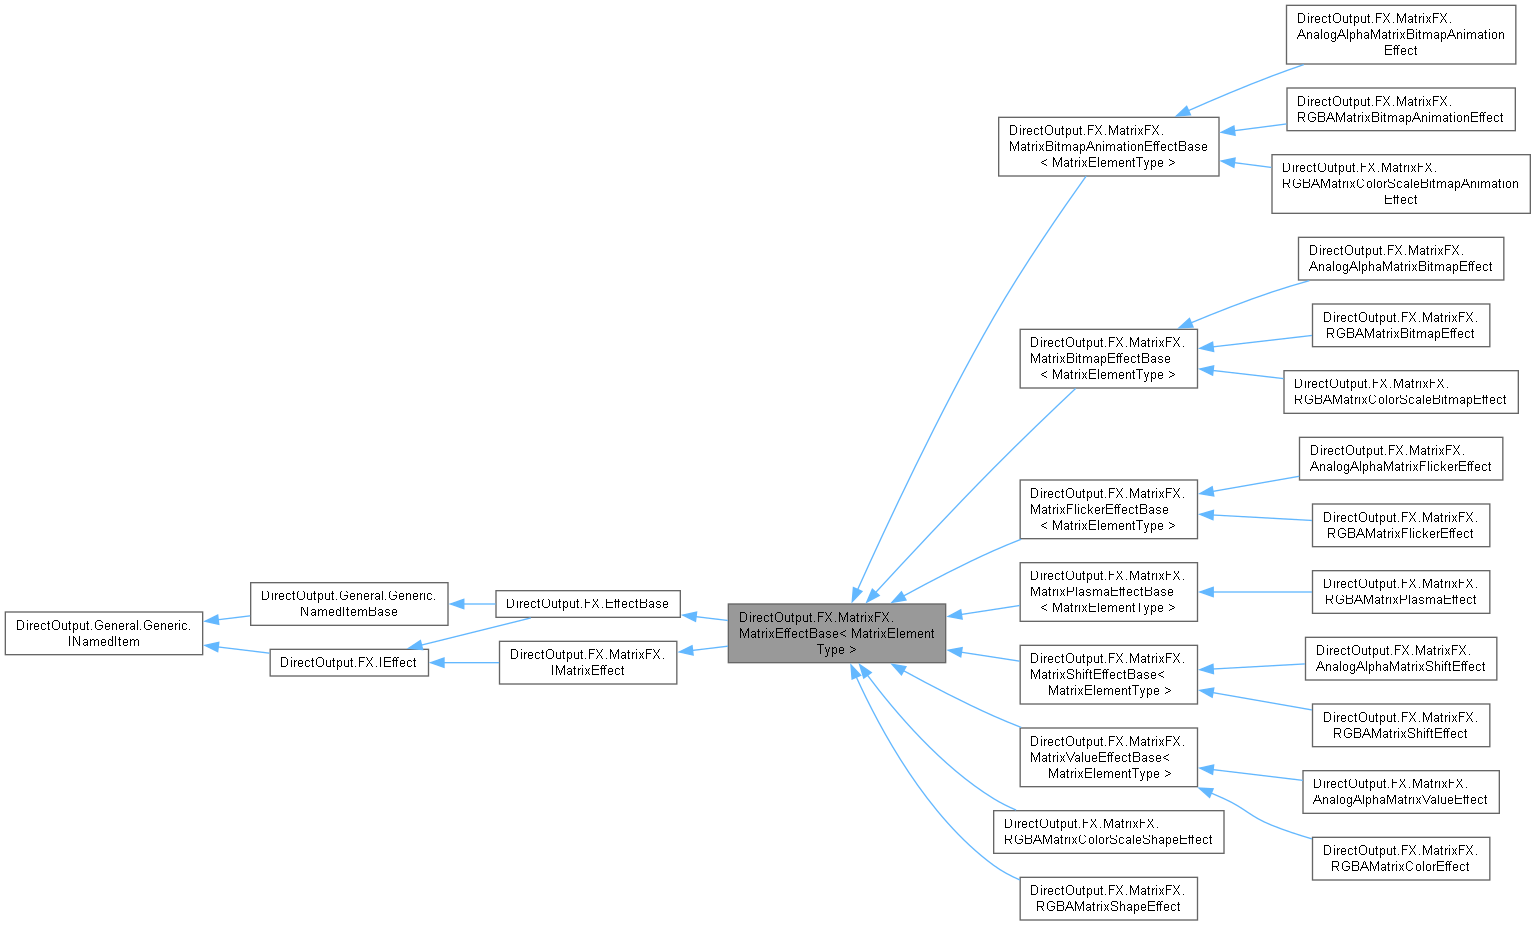 DirectOutput.General.Generic.
INamedItem
DirectOutput.General.Generic.
NamedItemBase
DirectOutput.FX.IEffect
DirectOutput.FX.EffectBase
DirectOutput.FX.MatrixFX.
IMatrixEffect
DirectOutput.FX.MatrixFX.
MatrixEffectBase< MatrixElement
Type >
DirectOutput.FX.MatrixFX.
MatrixBitmapAnimationEffectBase
< MatrixElementType >
DirectOutput.FX.MatrixFX.
MatrixBitmapEffectBase
< MatrixElementType >
DirectOutput.FX.MatrixFX.
MatrixFlickerEffectBase
< MatrixElementType >
DirectOutput.FX.MatrixFX.
MatrixPlasmaEffectBase
< MatrixElementType >
DirectOutput.FX.MatrixFX.
MatrixShiftEffectBase<
MatrixElementType >
DirectOutput.FX.MatrixFX.
MatrixValueEffectBase<
MatrixElementType >
DirectOutput.FX.MatrixFX.
RGBAMatrixColorScaleShapeEffect
DirectOutput.FX.MatrixFX.
RGBAMatrixShapeEffect
DirectOutput.FX.MatrixFX.
AnalogAlphaMatrixBitmapAnimation
Effect
DirectOutput.FX.MatrixFX.
RGBAMatrixBitmapAnimationEffect
DirectOutput.FX.MatrixFX.
RGBAMatrixColorScaleBitmapAnimation
Effect
DirectOutput.FX.MatrixFX.
AnalogAlphaMatrixBitmapEffect
DirectOutput.FX.MatrixFX.
RGBAMatrixBitmapEffect
DirectOutput.FX.MatrixFX.
RGBAMatrixColorScaleBitmapEffect
DirectOutput.FX.MatrixFX.
AnalogAlphaMatrixFlickerEffect
DirectOutput.FX.MatrixFX.
RGBAMatrixFlickerEffect
DirectOutput.FX.MatrixFX.
RGBAMatrixPlasmaEffect
DirectOutput.FX.MatrixFX.
AnalogAlphaMatrixShiftEffect
DirectOutput.FX.MatrixFX.
RGBAMatrixShiftEffect
DirectOutput.FX.MatrixFX.
AnalogAlphaMatrixValueEffect
DirectOutput.FX.MatrixFX.
RGBAMatrixColorEffect